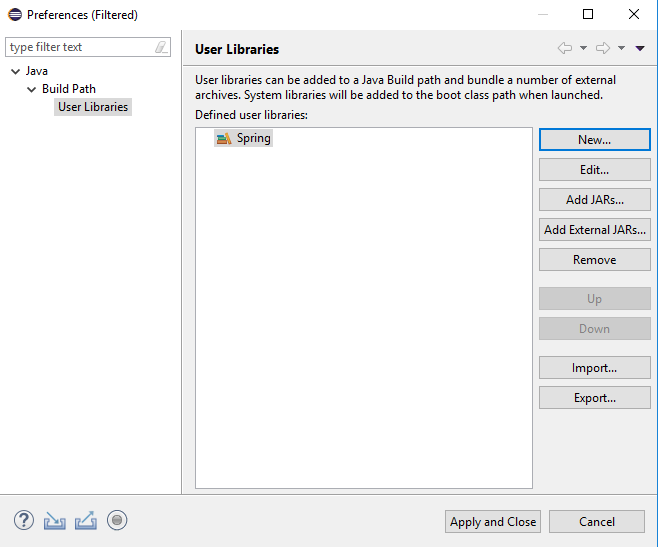 Preferences (Filtered)
type filter text
Java
Build Path
User Libraries
User Libraries
User libraries can be added to a Java Build path and bundle a number of external
archives. System libraries will be added to the boot class path when launched.
Defined user libraries:
Spring
New...
Edit...
Add JARs...
Add External JARs...
Remove
Up
Down
Import...
Export...
?
Apply and Close
Cancel